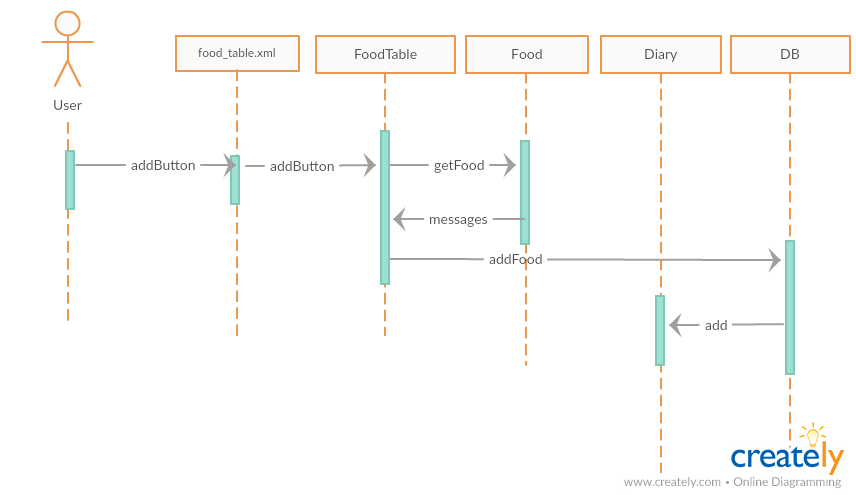 food_table.xml
FoodTable
Food
Diary
DB
User
addButton
addButton
getFood
messages
addFood
add
creately
www.creately.com • Online Diagramming